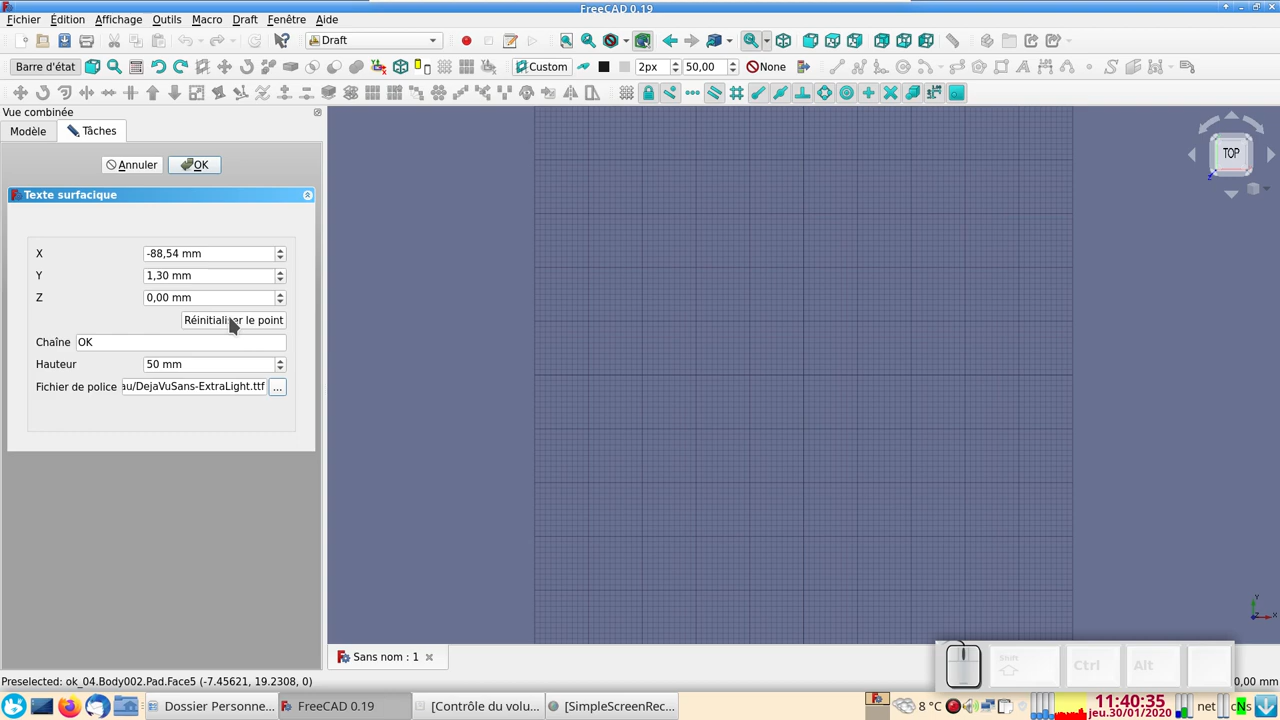 FreeCAD 0.19
Fichier Édition Affichage Outils Macro Draft Fenêtre Aide
Draft
Barre d'état Custom 2px 50,00 None
Vue combinée
Modèle Tâches
Annuler OK
Texte surfacique
X -88,54 mm
Y 1,30 mm
Z 0,00 mm
Réinitialiser le point
Chaîne OK
Hauteur 50 mm
Fichier de police au/DejaVuSans-ExtraLight.ttf ...
TOP
Z
Y
X
Sans nom : 1
Shift Ctrl Alt
Preselected: ok_04.Body002.Pad.Face5 (-7.45621, 19.2308, 0)
0,00 mm
Dossier_Personne... FreeCAD 0.19 [Contrôle du volu... [SimpleScreenRec...
8 °C
11:40:35
jeu.30/01/2020
net